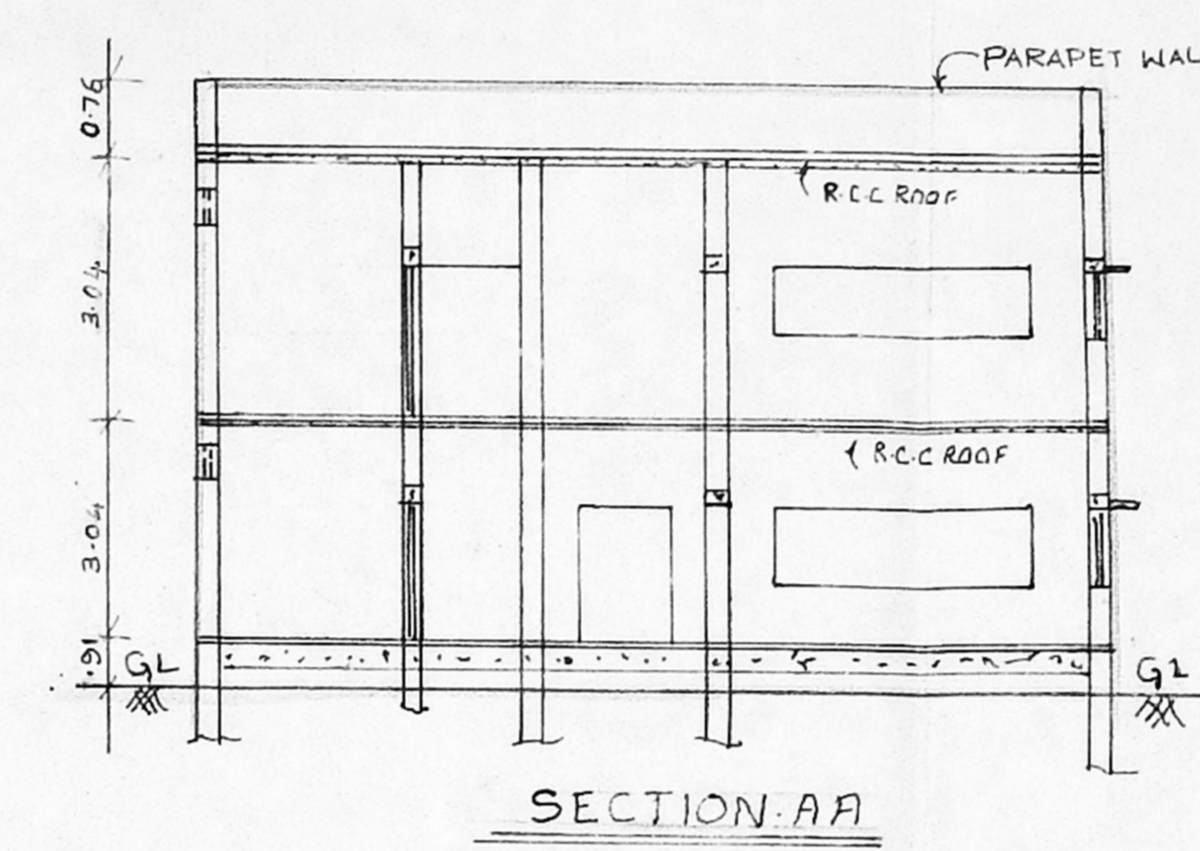 PARAPET WAL
0.76
R.C.C ROOF
3.04
R.C.C ROOF
3.04
.91
GL
GL
SECTION.AA